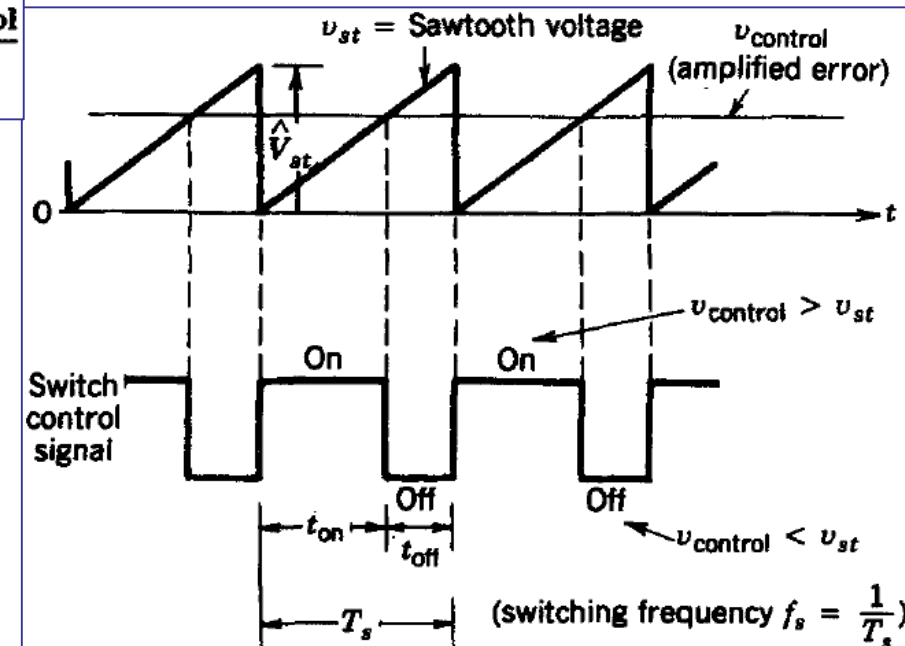 v_st = Sawtooth voltage
v_control
(amplified error)
V̂_st
0
t
v_control > v_st
On
On
Switch
control
signal
Off
Off
t_on
t_off
v_control < v_st
T_s
(switching frequency f_s = 1/T_s)